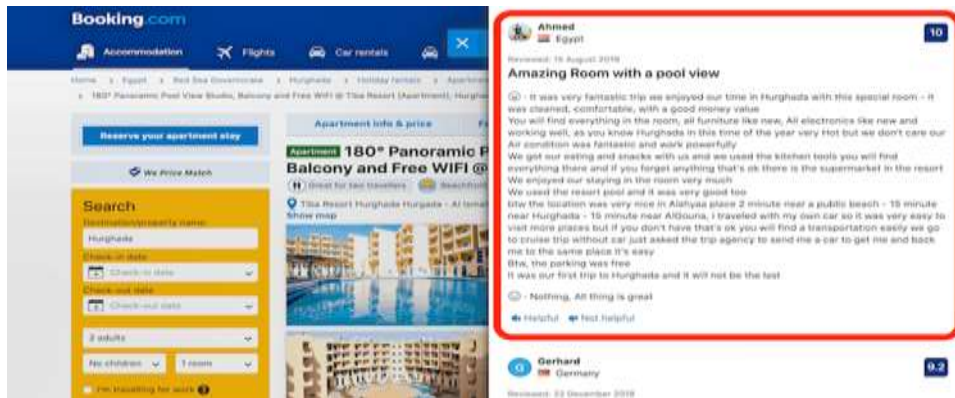 Booking.com
Accommodation
Flights
Car rentals
Home > Egypt > Red Sea Governorate > Hurghada > Holiday rentals >
> 180° Panoramic Pool View Studio, Balcony and Free WIFI @ Tiba Resort (Apartment), Hurghada
Reserve your apartment stay
We Price Match
Search
Destination/property name:
Hurghada
Check-in date
Check-in date
Check-out date
Check-out date
2 adults
No children
1 room
I'm travelling for work
Apartment info & price
Apartment 180° Panoramic P
Balcony and Free WIFI @
Great for two travellers
Beachfront
Tiba Resort Hurghada Hurgada - Al Ismail
Show map
Ahmed
Egypt
10
Reviewed: 15 August 2019
Amazing Room with a pool view
- It was very fantastic trip we enjoyed our time in Hurghada with this special room - it
was cleaned, comfortable, with a good money value
You will find everything in the room, all furniture like new, All electronics like new and
working well, as you know Hurghada in this time of the year very Hot but we don't care our
Air condition was fantastic and work powerfully
We got our eating and snacks with us and we used the kitchen tools you will find
everything there and if you forget anything that's ok there is the supermarket in the resort
We enjoyed our staying in the room very much
We used the resort pool and it was very good too
btw the location was very nice in Alahyaa place 2 minute near a public beach - 15 minute
near Hurghada - 15 minute near AlGouna, i traveled with my own car so it was very easy to
visit more places but if you don't have that's ok you will find a transportation easily we go
to cruise trip without car just asked the trip agency to send me a car to get me and back
me to the same place it's easy
Btw, the parking was free
It was our first trip to Hurghada and it will not be the last
- Nothing, All thing is great
Helpful
Not helpful
Gerhard
Germany
9.2
Reviewed: 22 December 2018